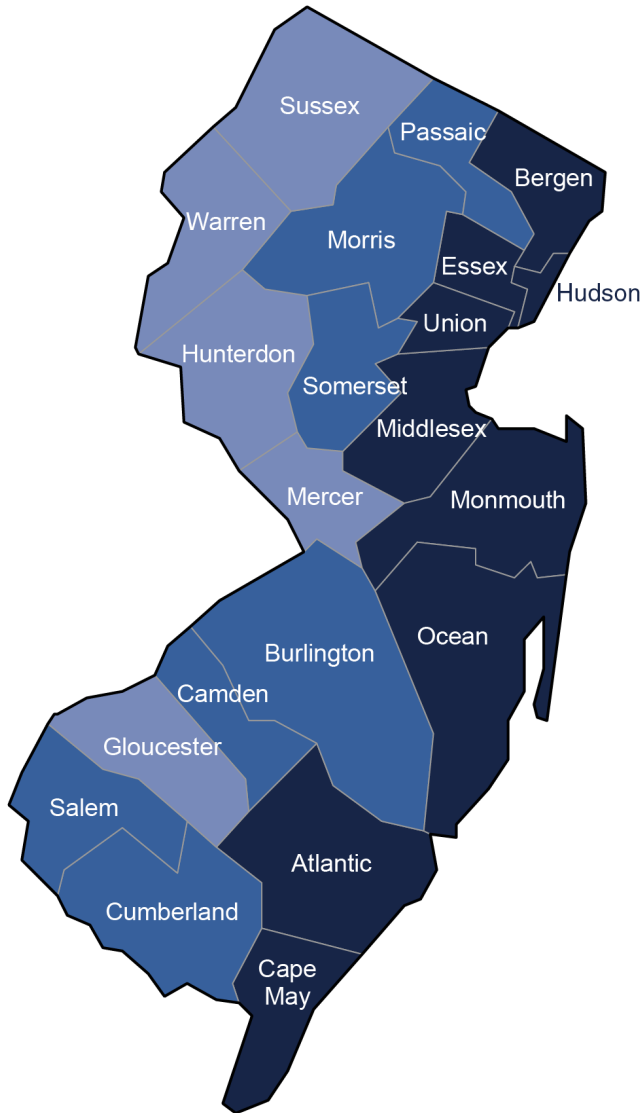 Sussex
Passaic
Bergen
Warren
Morris
Essex
Hudson
Union
Hunterdon
Somerset
Middlesex
Mercer
Monmouth
Ocean
Burlington
Camden
Gloucester
Salem
Atlantic
Cumberland
Cape
May